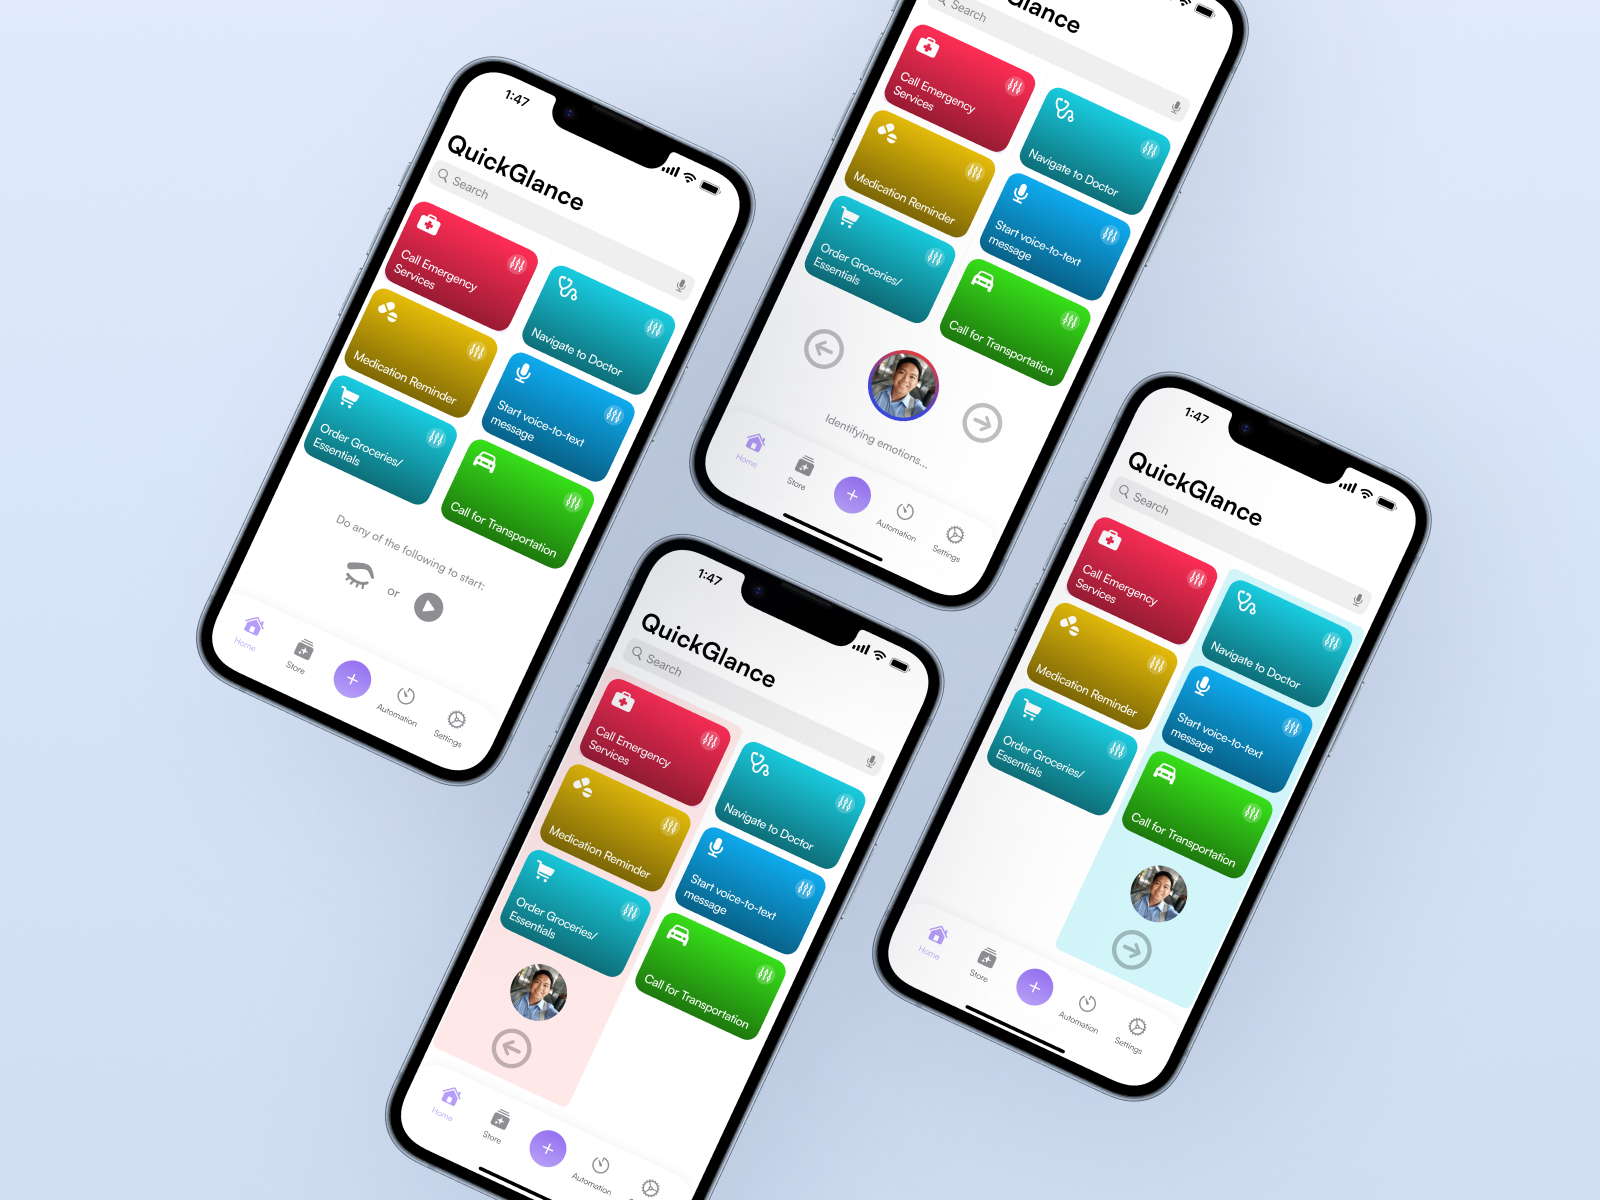 1:47
QuickGlance
Search
Call Emergency
Services
Navigate to Doctor
Medication Reminder
Start voice-to-text
message
Order Groceries/
Essentials
Call for Transportation
Do any of the following to start:
or
Home
Store
Automation
Settings
Glance
Search
Call Emergency
Services
Navigate to Doctor
Medication Reminder
Start voice-to-text
message
Order Groceries/
Essentials
Call for Transportation
Identifying emotions...
Home
Store
Automation
Settings
1:47
QuickGlance
Search
Call Emergency
Services
Navigate to Doctor
Medication Reminder
Start voice-to-text
message
Order Groceries/
Essentials
Call for Transportation
Home
Store
Automation
1:47
QuickGlance
Search
Call Emergency
Services
Navigate to Doctor
Medication Reminder
Start voice-to-text
message
Order Groceries/
Essentials
Call for Transportation
Home
Store
Automation
Settings